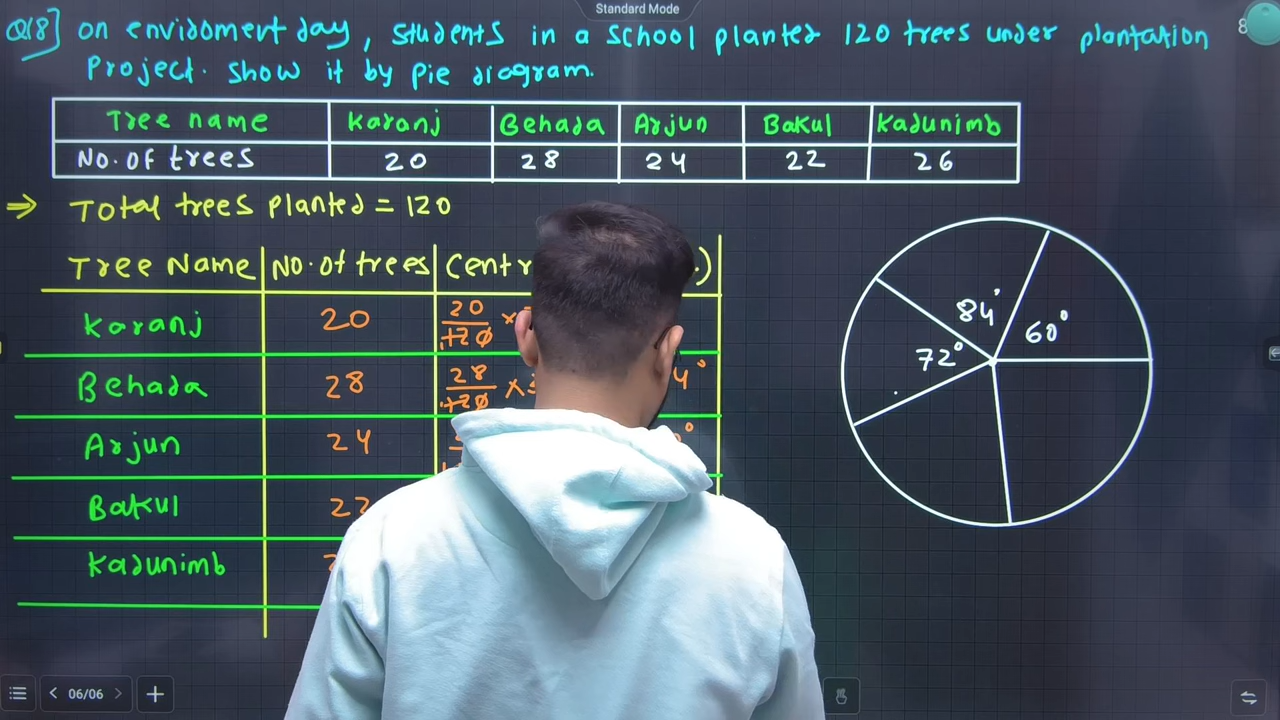 Standard Mode
Q18] on envidoment day, students in a school planted 120 trees under plantation
project. show it by pie diagram.
Tree name Karanj Behada Arjun Bakul Kadunimb
No. of trees 20 28 24 22 26
⇒ Total trees planted = 120
Tree Name No. of trees (Centr .)
Karanj 20 20/120 ×
Behada 28 28/120 × 4°
Arjun 24 °
Bakul 22
Kadunimb
84° 60°
72°
8
06/06